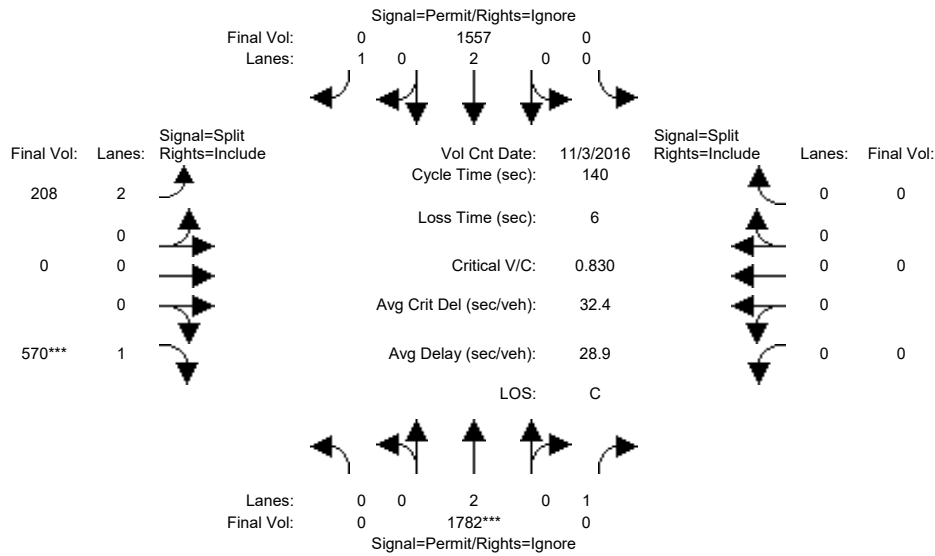 Signal=Permit/Rights=Ignore
Final Vol: 0 1557 0
Lanes: 1 0 2 0 0
Signal=Split
Final Vol: Lanes: Rights=Include
Vol Cnt Date: 11/3/2016
Signal=Split
Rights=Include Lanes: Final Vol:
Cycle Time (sec): 140
208 2 0 0
Loss Time (sec): 6
0 0
0 0 Critical V/C: 0.830 0 0
0 Avg Crit Del (sec/veh): 32.4 0
570*** 1 Avg Delay (sec/veh): 28.9 0 0
LOS: C
Lanes: 0 0 2 0 1
Final Vol: 0 1782*** 0
Signal=Permit/Rights=Ignore